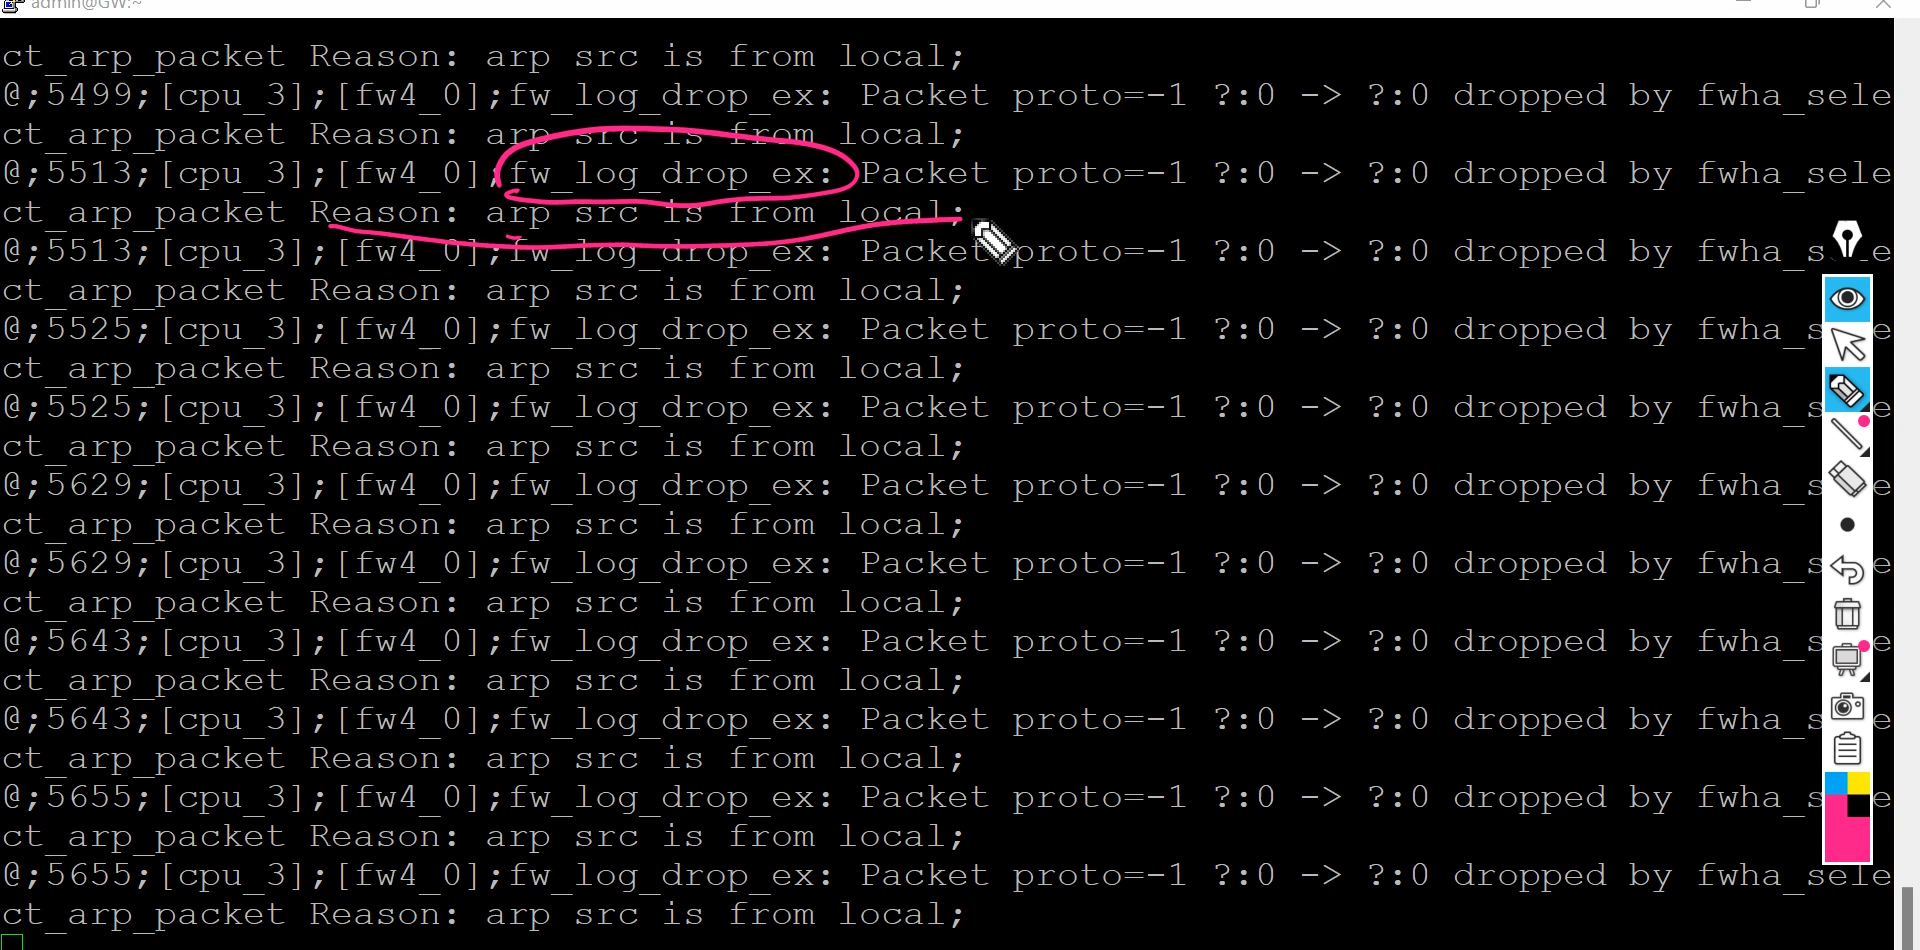 admin@GW:~
ct_arp_packet Reason: arp src is from local;
@;5499;[cpu_3];[fw4_0];fw_log_drop_ex: Packet proto=-1 ?:0 -> ?:0 dropped by fwha_sele
ct_arp_packet Reason: arp src is from local;
@;5513;[cpu_3];[fw4_0];fw_log_drop_ex: Packet proto=-1 ?:0 -> ?:0 dropped by fwha_sele
ct_arp_packet Reason: arp src is from local;
@;5513;[cpu_3];[fw4_0];fw_log_drop_ex: Packet proto=-1 ?:0 -> ?:0 dropped by fwha_s e
ct_arp_packet Reason: arp src is from local;
@;5525;[cpu_3];[fw4_0];fw_log_drop_ex: Packet proto=-1 ?:0 -> ?:0 dropped by fwha_s e
ct_arp_packet Reason: arp src is from local;
@;5525;[cpu_3];[fw4_0];fw_log_drop_ex: Packet proto=-1 ?:0 -> ?:0 dropped by fwha_s e
ct_arp_packet Reason: arp src is from local;
@;5629;[cpu_3];[fw4_0];fw_log_drop_ex: Packet proto=-1 ?:0 -> ?:0 dropped by fwha_s e
ct_arp_packet Reason: arp src is from local;
@;5629;[cpu_3];[fw4_0];fw_log_drop_ex: Packet proto=-1 ?:0 -> ?:0 dropped by fwha_s e
ct_arp_packet Reason: arp src is from local;
@;5643;[cpu_3];[fw4_0];fw_log_drop_ex: Packet proto=-1 ?:0 -> ?:0 dropped by fwha_s e
ct_arp_packet Reason: arp src is from local;
@;5643;[cpu_3];[fw4_0];fw_log_drop_ex: Packet proto=-1 ?:0 -> ?:0 dropped by fwha_s e
ct_arp_packet Reason: arp src is from local;
@;5655;[cpu_3];[fw4_0];fw_log_drop_ex: Packet proto=-1 ?:0 -> ?:0 dropped by fwha_s e
ct_arp_packet Reason: arp src is from local;
@;5655;[cpu_3];[fw4_0];fw_log_drop_ex: Packet proto=-1 ?:0 -> ?:0 dropped by fwha_sele
ct_arp_packet Reason: arp src is from local;